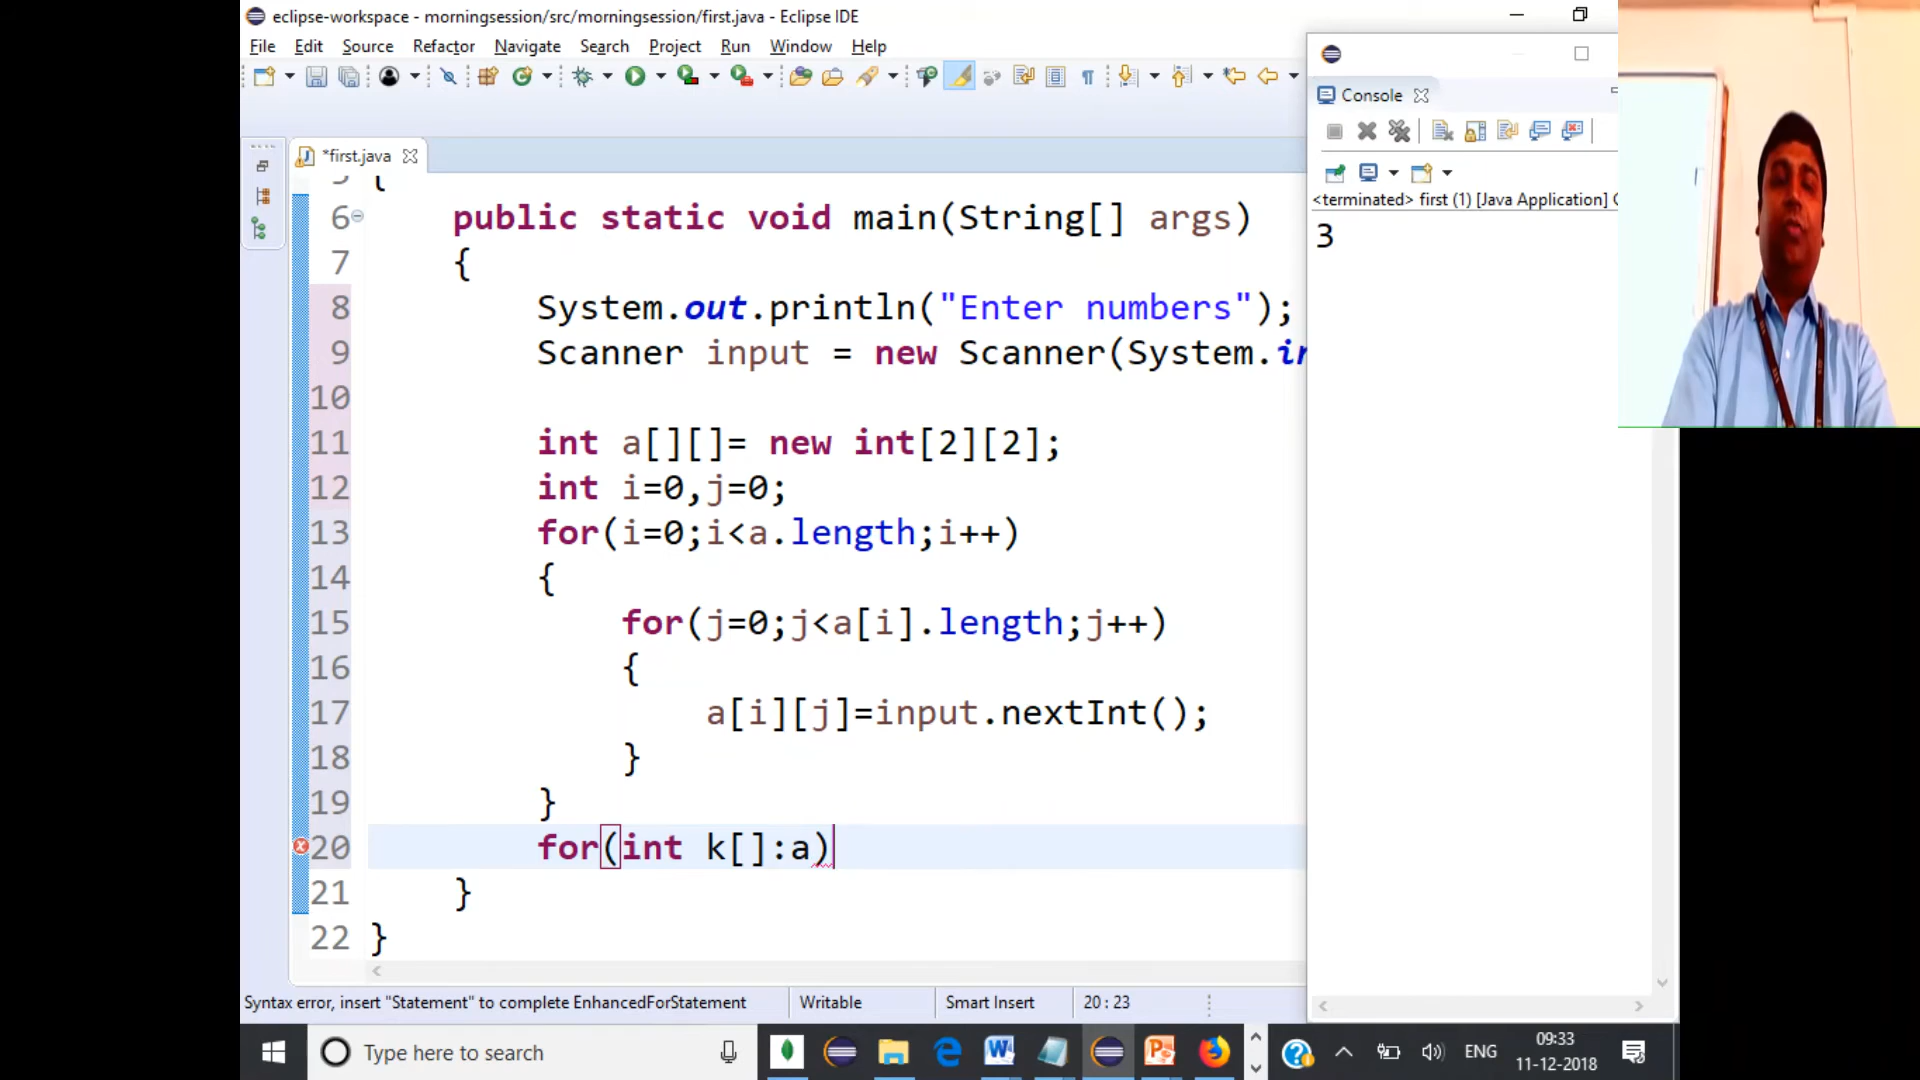 eclipse-workspace - morningsession/src/morningsession/first.java - Eclipse IDE
File Edit Source Refactor Navigate Search Project Run Window Help
*first.java
{
6 public static void main(String[] args)
7 {
8 System.out.println("Enter numbers");
9 Scanner input = new Scanner(System.in
10
11 int a[][]= new int[2][2];
12 int i=0,j=0;
13 for(i=0;i<a.length;i++)
14 {
15 for(j=0;j<a[i].length;j++)
16 {
17 a[i][j]=input.nextInt();
18 }
19 }
20 for(int k[]:a)
21 }
22 }
Console
<terminated> first (1) [Java Application]
3
Syntax error, insert "Statement" to complete EnhancedForStatement Writable Smart Insert 20 : 23
Type here to search
ENG
09:33
11-12-2018